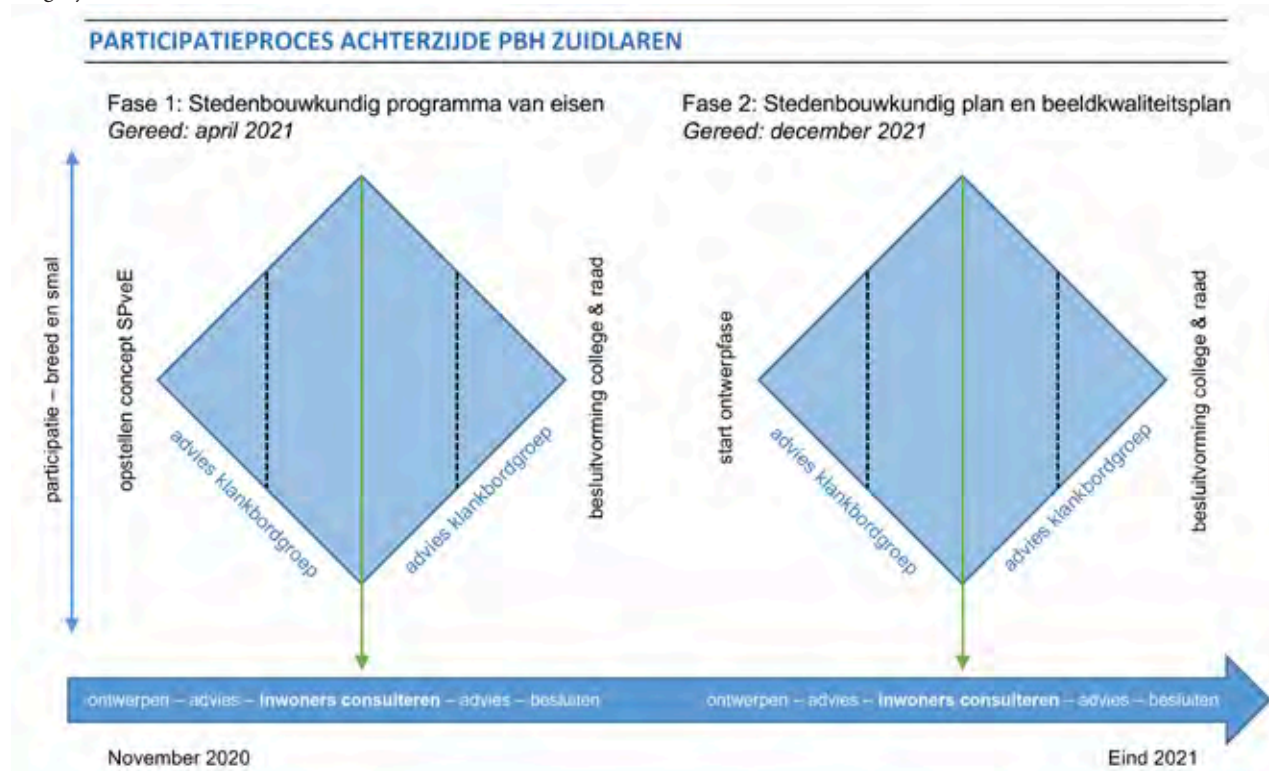 PARTICIPATIEPROCES ACHTERZIJDE PBH ZUIDLAREN
Fase 1: Stedenbouwkundig programma van eisen
Gereed: april 2021
Fase 2: Stedenbouwkundig plan en beeldkwaliteitsplan
Gereed: december 2021
participatie – breed en smal
opstellen concept SPveE
advies klankbordgroep
advies klankbordgroep
besluitvorming college & raad
start ontwerpfase
advies klankbordgroep
advies klankbordgroep
besluitvorming college & raad
ontwerpen – advies – inwoners consulteren – advies – besluiten
ontwerpen – advies – inwoners consulteren – advies – besluiten
November 2020
Eind 2021